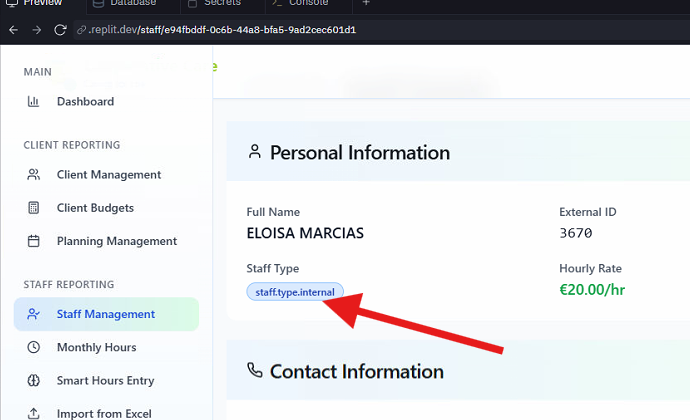 Preview Database Secrets Console
.replit.dev/staff/e94fbddf-0c6b-44a8-bfa5-9ad2cec601d1
MAIN
Dashboard
CLIENT REPORTING
Client Management
Client Budgets
Planning Management
STAFF REPORTING
Staff Management
Monthly Hours
Smart Hours Entry
Import from Excel
Personal Information
Full Name
ELOISA MARCIAS
External ID
3670
Staff Type
staff.type.internal
Hourly Rate
€20.00/hr
Contact Information